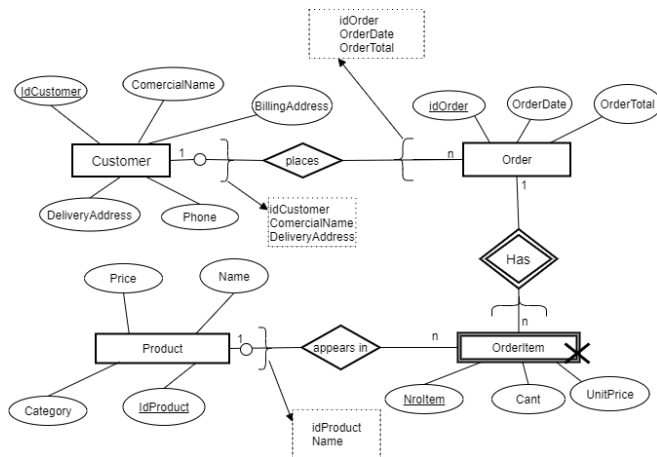 idOrder
OrderDate
OrderTotal
IdCustomer
ComercialName
BillingAddress
idOrder
OrderDate
OrderTotal
Customer
1
places
n
Order
DeliveryAddress
Phone
idCustomer
ComercialName
DeliveryAddress
1
Has
Price
Name
n
Product
1
appears in
n
OrderItem
Category
IdProduct
NroItem
Cant
UnitPrice
idProduct
Name